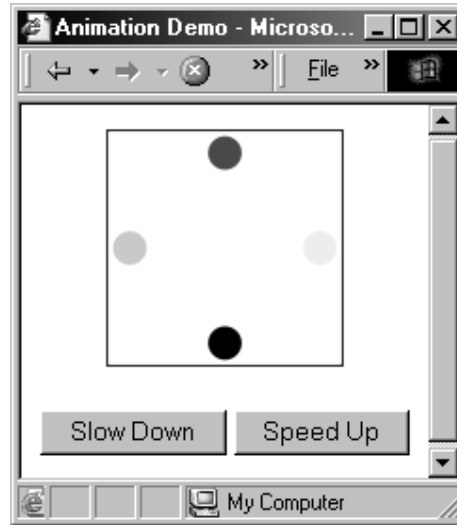 Animation Demo - Microso...
» File »
Slow Down Speed Up
My Computer